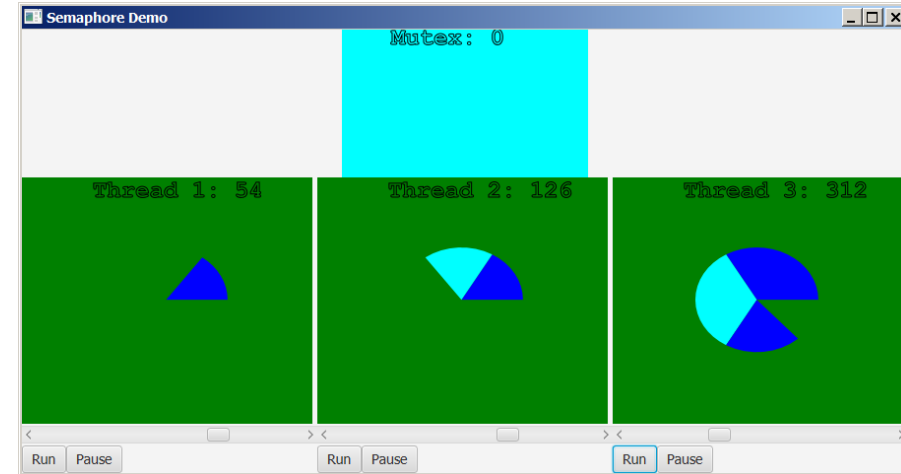 Semaphore Demo
Mutex: 0
Thread 1: 54
Thread 2: 126
Thread 3: 312
Run Pause
Run Pause
Run Pause